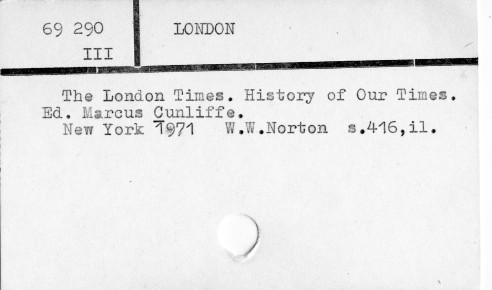 69 290 LONDON
III
The London Times. History of Our Times.
Ed. Marcus Cunliffe.
New York 1971 W.W.Norton s.416,il.